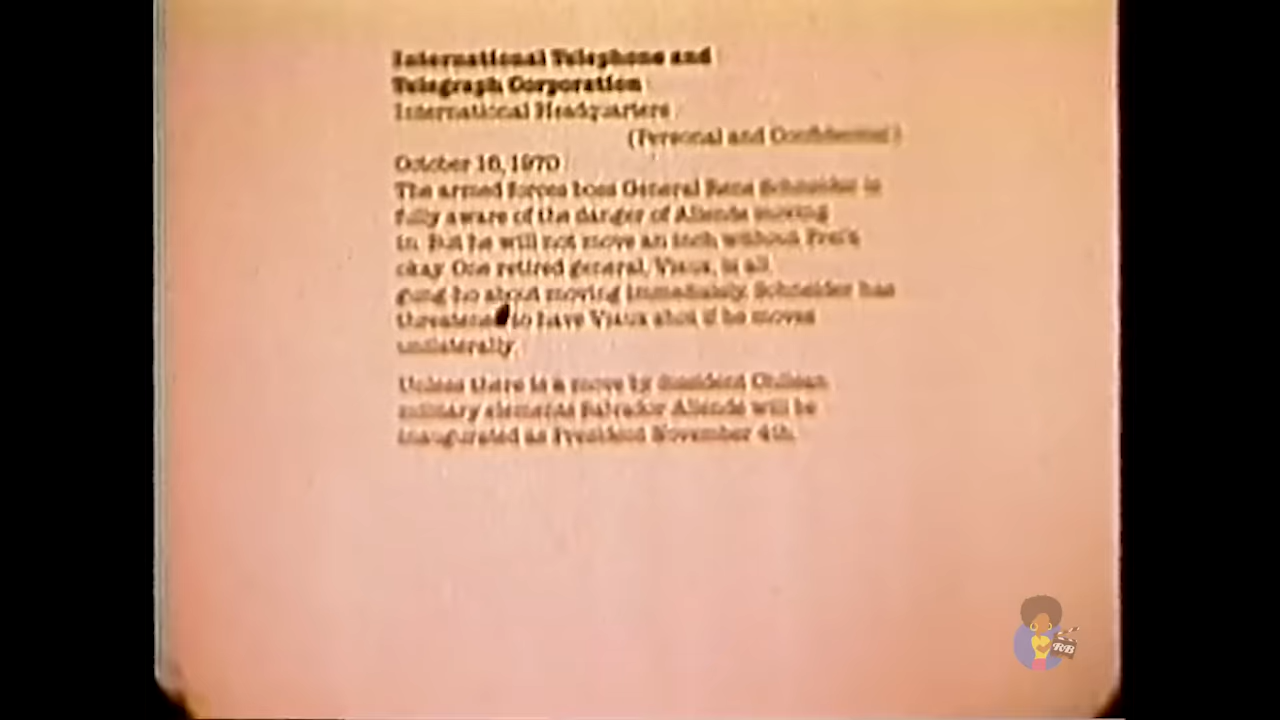 International Telephone and
Telegraph Corporation
International Headquarters
(Personal and Confidential)
October 16, 1970
The armed forces boss General Rene Schneider is
fully aware of the danger of Allende moving
in. But he will not move an inch without Frei's
okay. One retired general, Viaux, is all
gung ho about moving immediately. Schneider has
threatened to have Viaux shot if he moves
unilaterally.
Unless there is a move by dissident Chilean
military elements Salvador Allende will be
inaugurated as President November 4th.
RB